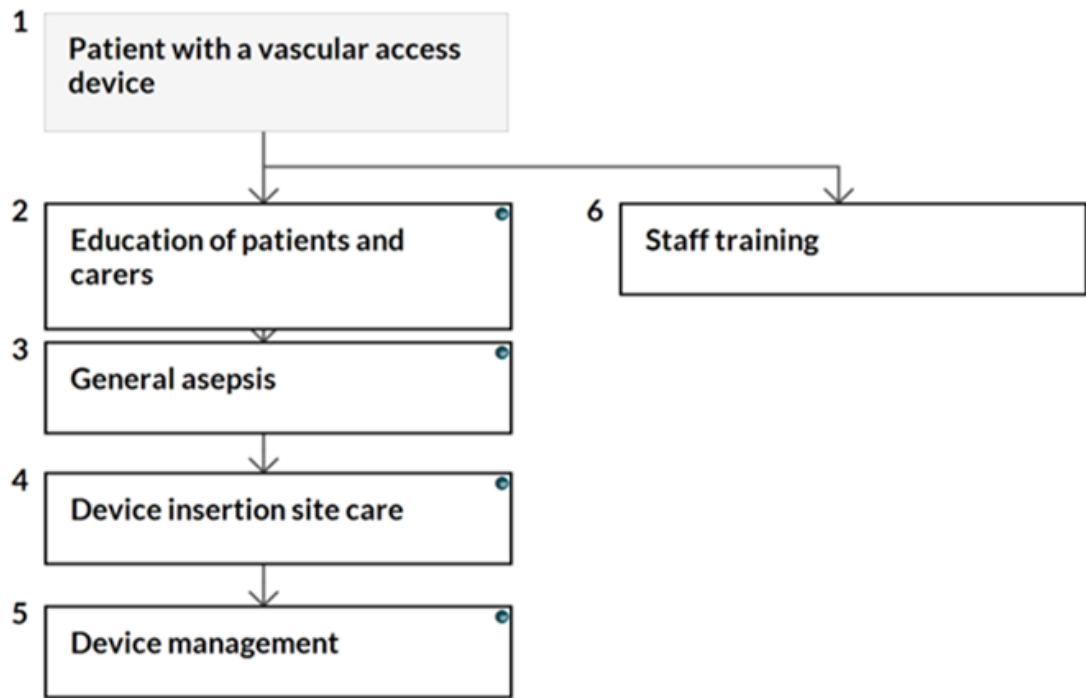 1
Patient with a vascular access
device
2
Education of patients and
carers
6
Staff training
3
General asepsis
4
Device insertion site care
5
Device management